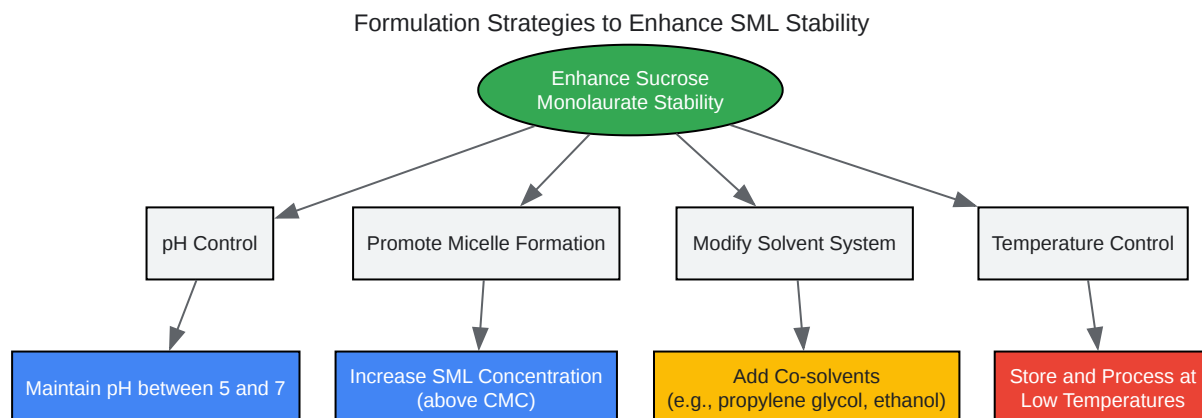 Formulation Strategies to Enhance SML Stability
Enhance Sucrose
Monolaurate Stability
pH Control
Promote Micelle Formation
Modify Solvent System
Temperature Control
Maintain pH between 5 and 7
Increase SML Concentration
(above CMC)
Add Co-solvents
(e.g., propylene glycol, ethanol)
Store and Process at
Low Temperatures